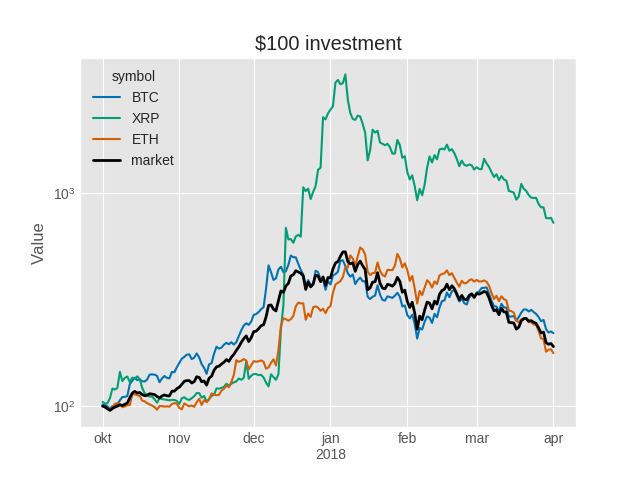 $100 investment
symbol
BTC
XRP
ETH
market
Value
10³
10²
okt nov dec jan feb mar apr
2018